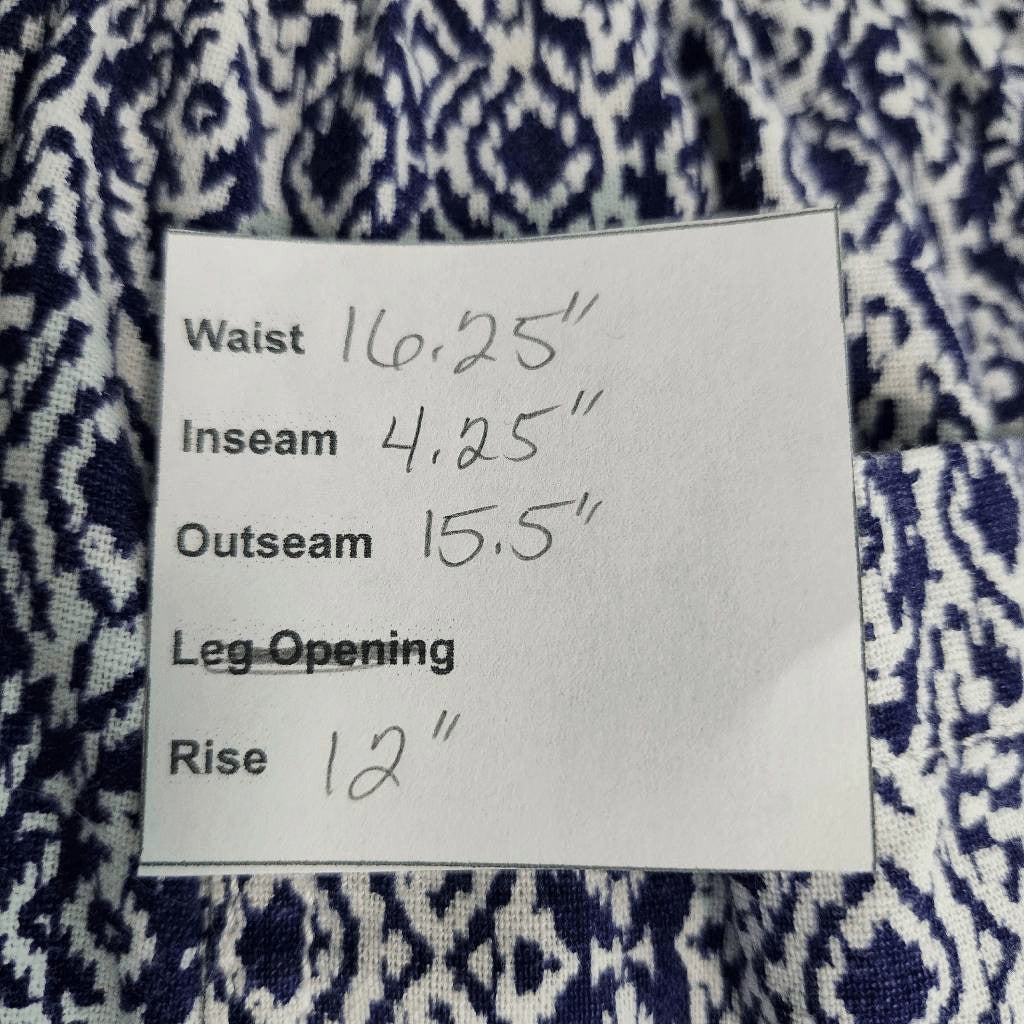 Waist 16.25"
Inseam 4.25"
Outseam 15.5"
Leg Opening
Rise 12"